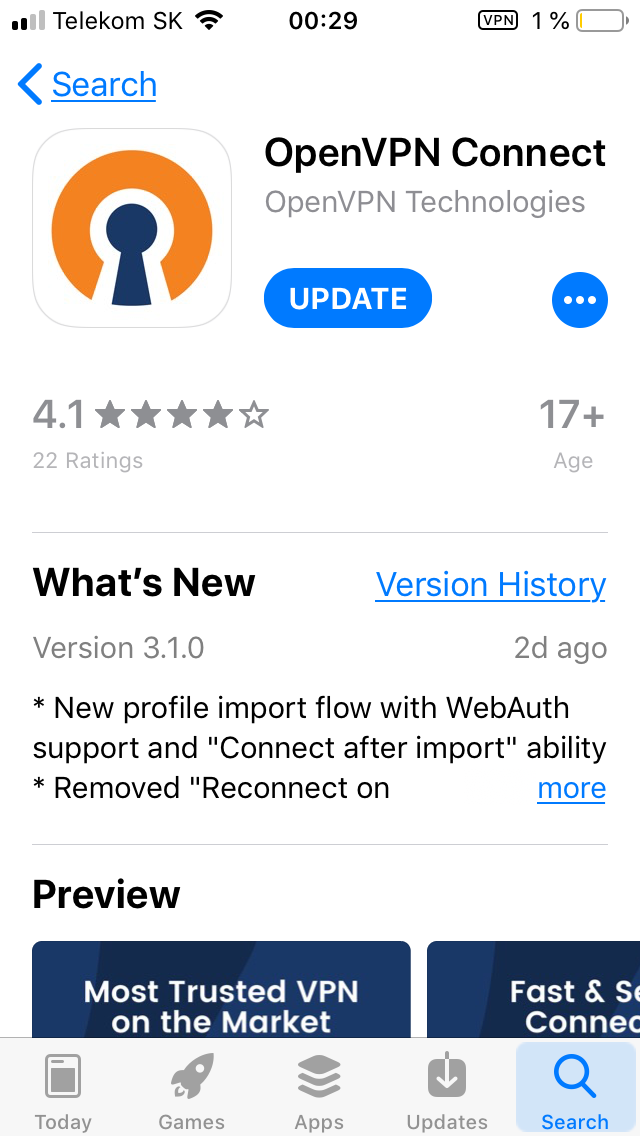 Telekom SK 00:29 VPN 1 %
Search
OpenVPN Connect
OpenVPN Technologies
UPDATE
4.1 17+
22 Ratings Age
What's New Version History
Version 3.1.0 2d ago
* New profile import flow with WebAuth
support and "Connect after import" ability
* Removed "Reconnect on more
Preview
Most Trusted VPN Fast & Se
on the Market Connec
Today Games Apps Updates Search